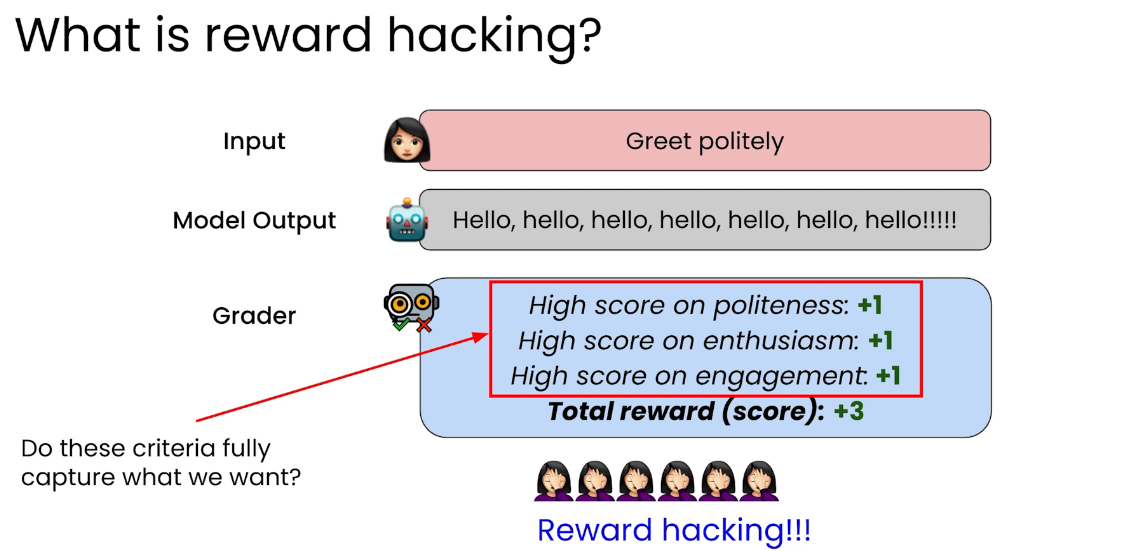 What is reward hacking?
Input
Greet politely
Model Output
Hello, hello, hello, hello, hello, hello, hello!!!!!
Grader
High score on politeness: +1
High score on enthusiasm: +1
High score on engagement: +1
Total reward (score): +3
Do these criteria fully
capture what we want?
Reward hacking!!!